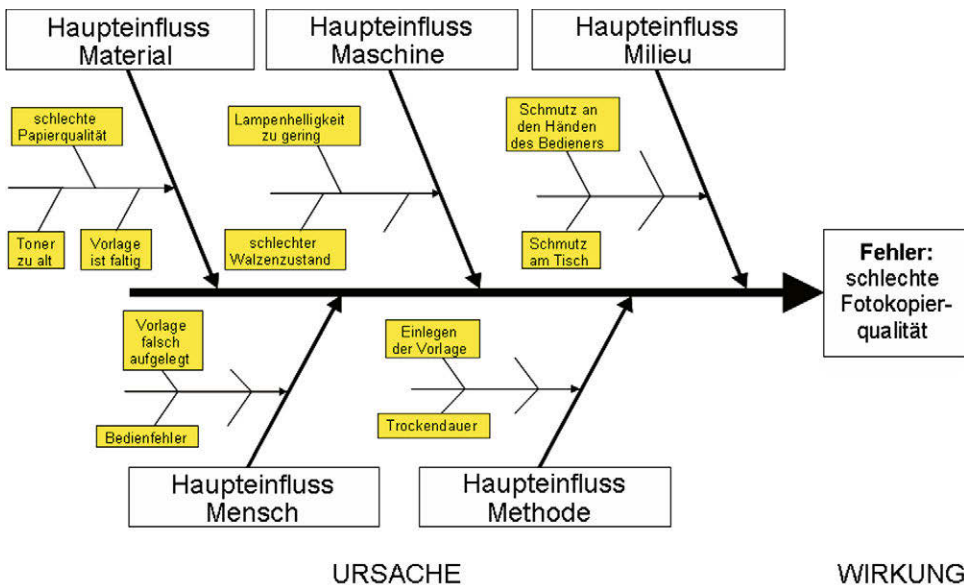 Haupteinfluss
Material
Haupteinfluss
Maschine
Haupteinfluss
Milieu
schlechte
Papierqualität
Toner
zu alt
Vorlage
ist faltig
Lampenhelligkeit
zu gering
schlechter
Walzenzustand
Schmutz an
den Händen
des Bedieners
Schmutz
am Tisch
Fehler:
schlechte
Fotokopier-
qualität
Vorlage
falsch
aufgelegt
Bedienfehler
Einlegen
der Vorlage
Trockendauer
Haupteinfluss
Mensch
Haupteinfluss
Methode
URSACHE
WIRKUNG